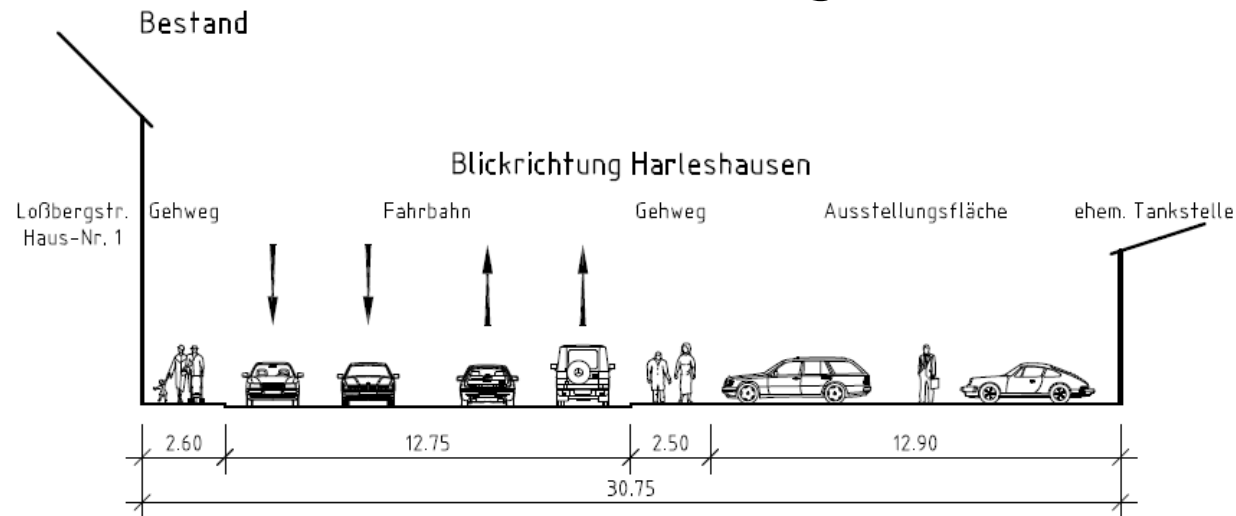 Bestand
Blickrichtung Harleshausen
Loßbergstr.
Haus-Nr. 1
Gehweg
Fahrbahn
Gehweg
Ausstellungsfläche
ehem. Tankstelle
2.60
12.75
2.50
12.90
30.75